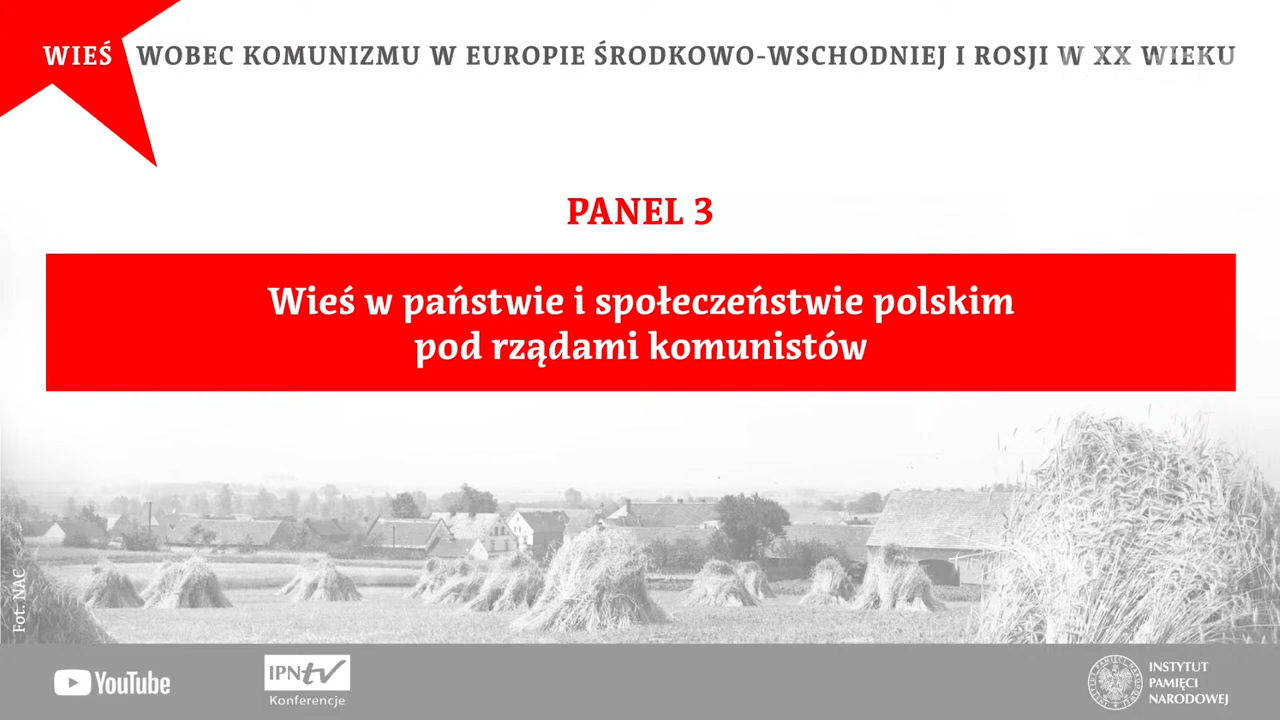 WIEŚ WOBEC KOMUNIZMU W EUROPIE ŚRODKOWO-WSCHODNIEJ I ROSJI W XX WIEKU
PANEL 3
Wieś w państwie i społeczeństwie polskim
pod rządami komunistów
Fot. NAC
YouTube
IPNtv
Konferencje
INSTYTUT
PAMIĘCI
NARODOWEJ